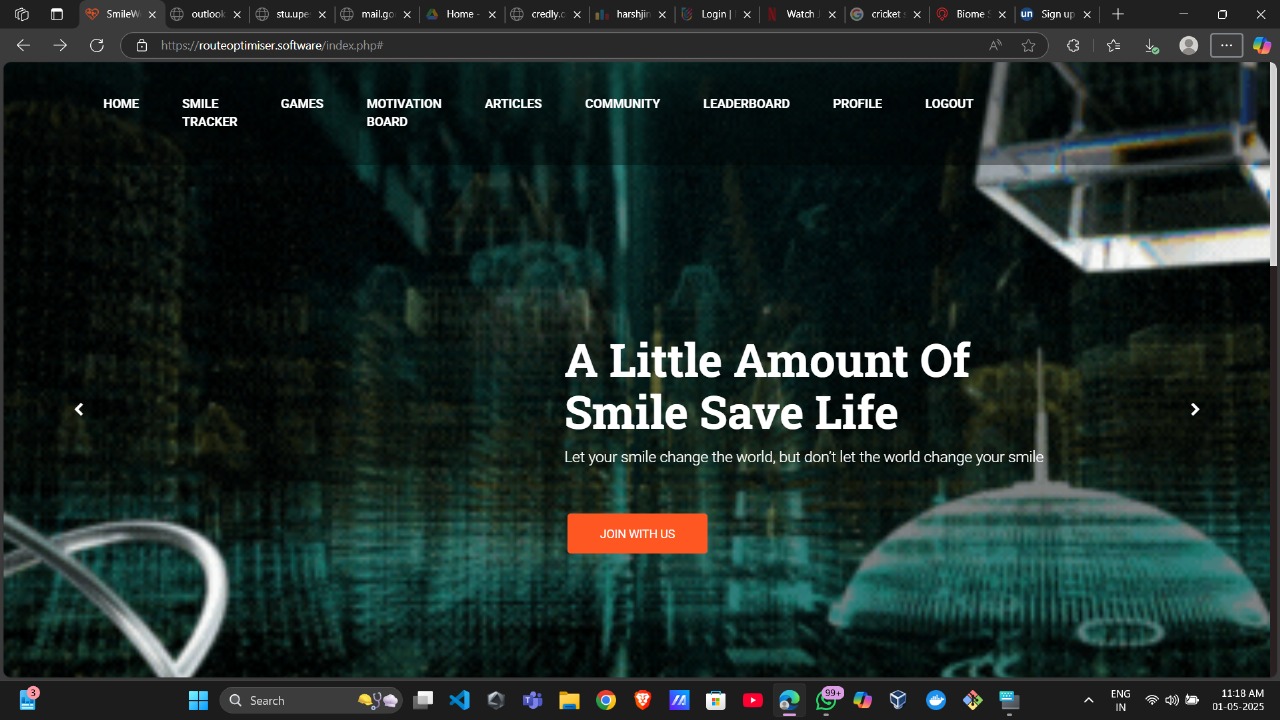 SmileW
outlook
stu.upe
mail.go
Home -
credly.c
harshjin
Login |
Watch J
cricket s
Biome S
Sign up
https://routeoptimiser.software/index.php#
HOME
SMILE
TRACKER
GAMES
MOTIVATION
BOARD
ARTICLES
COMMUNITY
LEADERBOARD
PROFILE
LOGOUT
A Little Amount Of
Smile Save Life
Let your smile change the world, but don't let the world change your smile
JOIN WITH US
3
Search
99+
ENG
IN
11:18 AM
01-05-2025